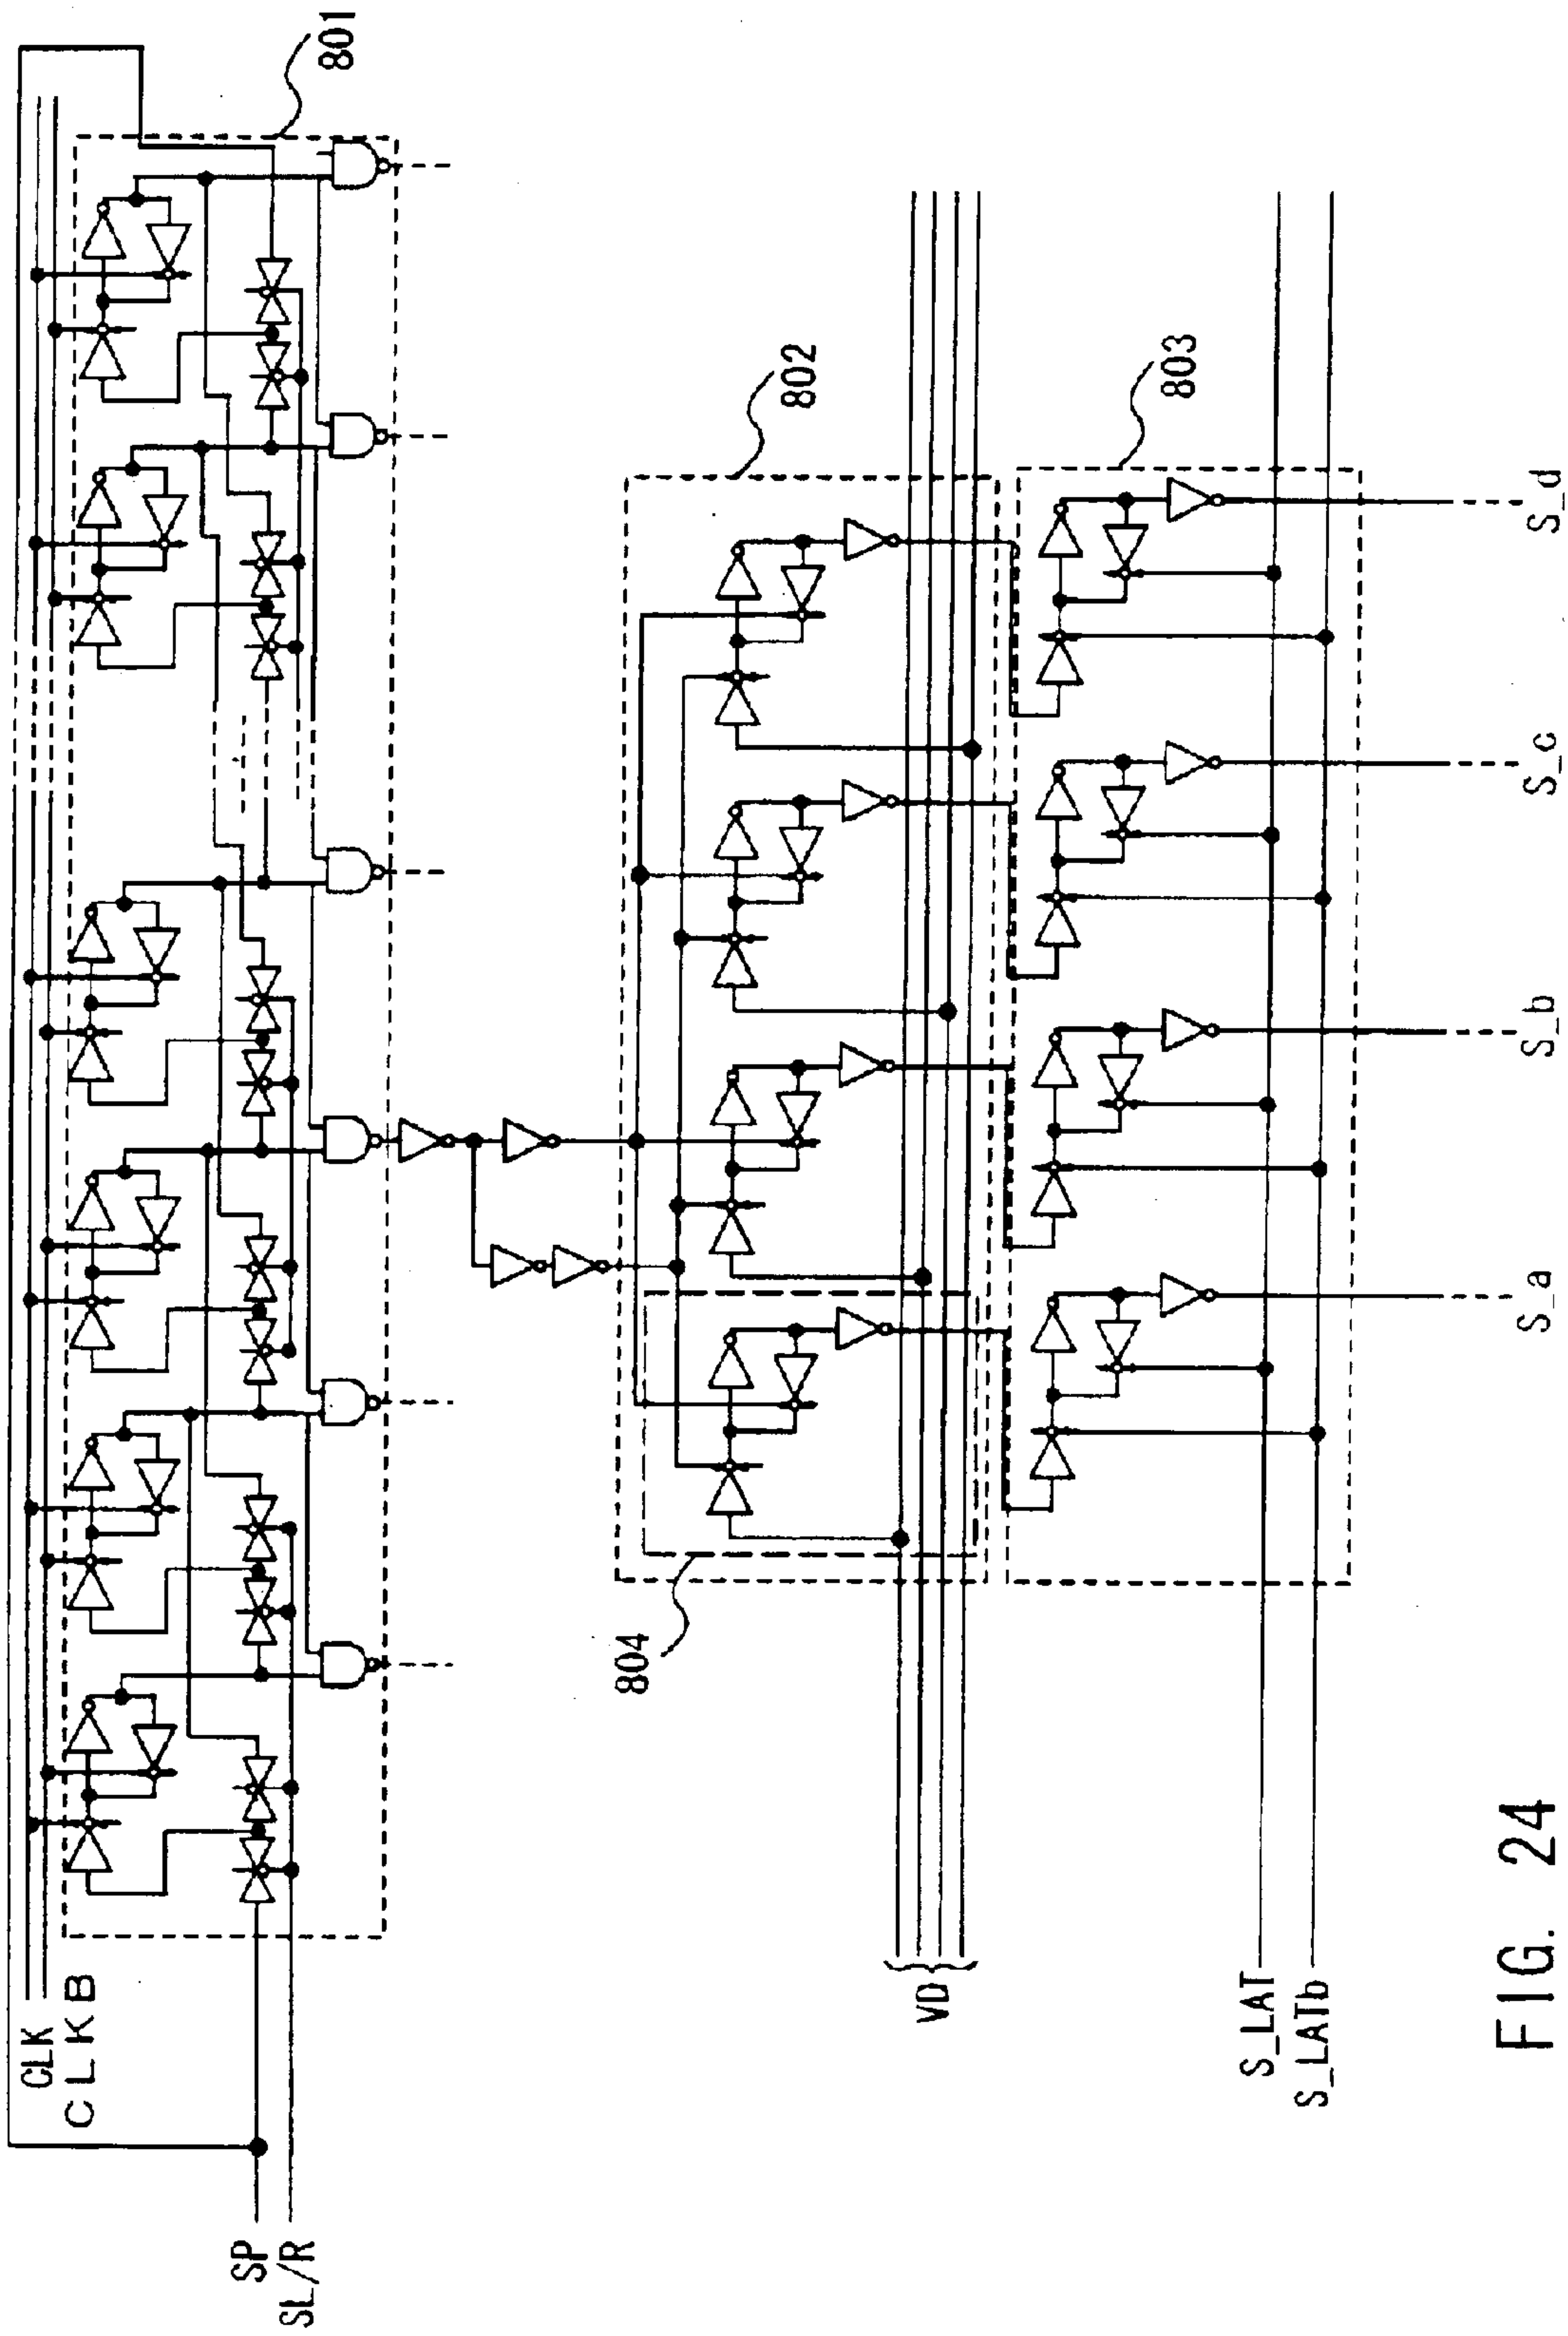 801
CLK
CLKB
SP
SL/R
802
804
VD
803
S_LAT
S_LATb
S_a
S_b
S_c
S_d
FIG. 24